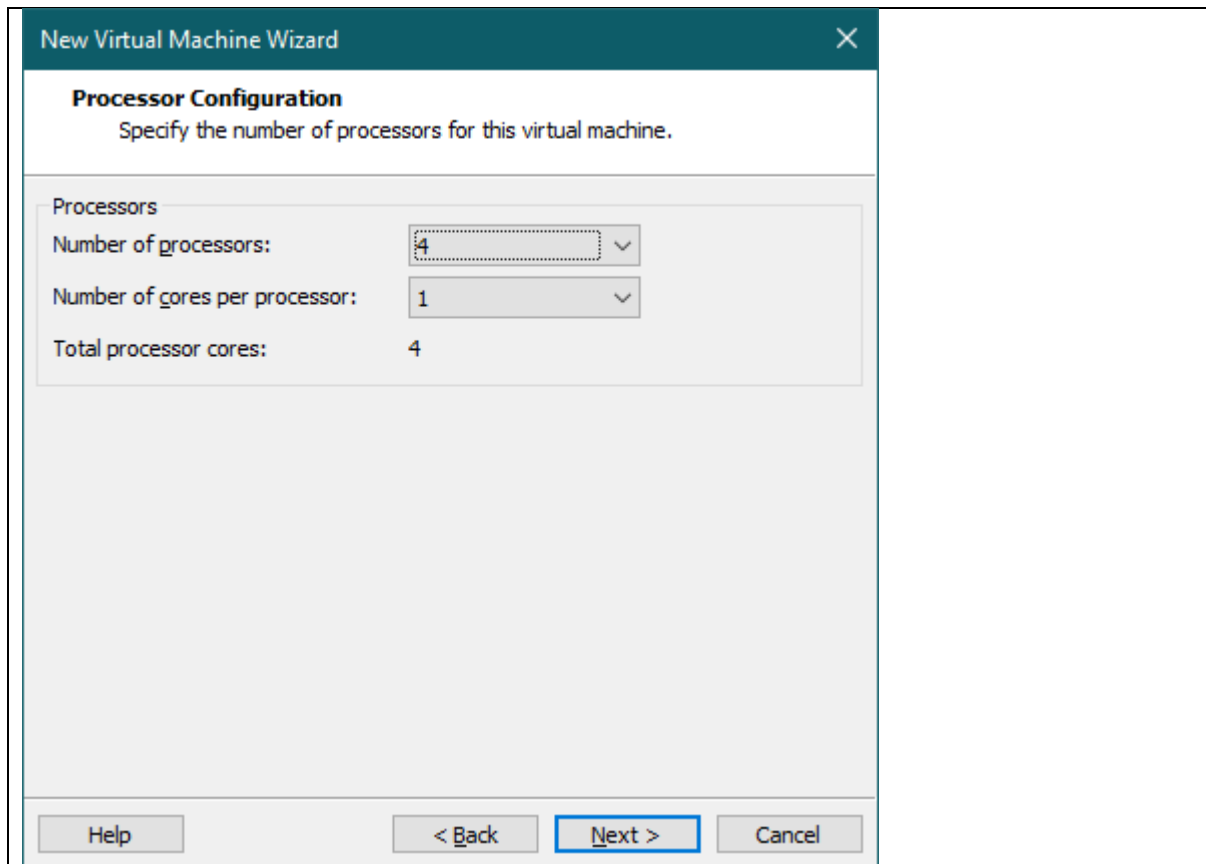 New Virtual Machine Wizard
Processor Configuration
Specify the number of processors for this virtual machine.
Processors
Number of processors: 4
Number of cores per processor: 1
Total processor cores: 4
Help < Back Next > Cancel